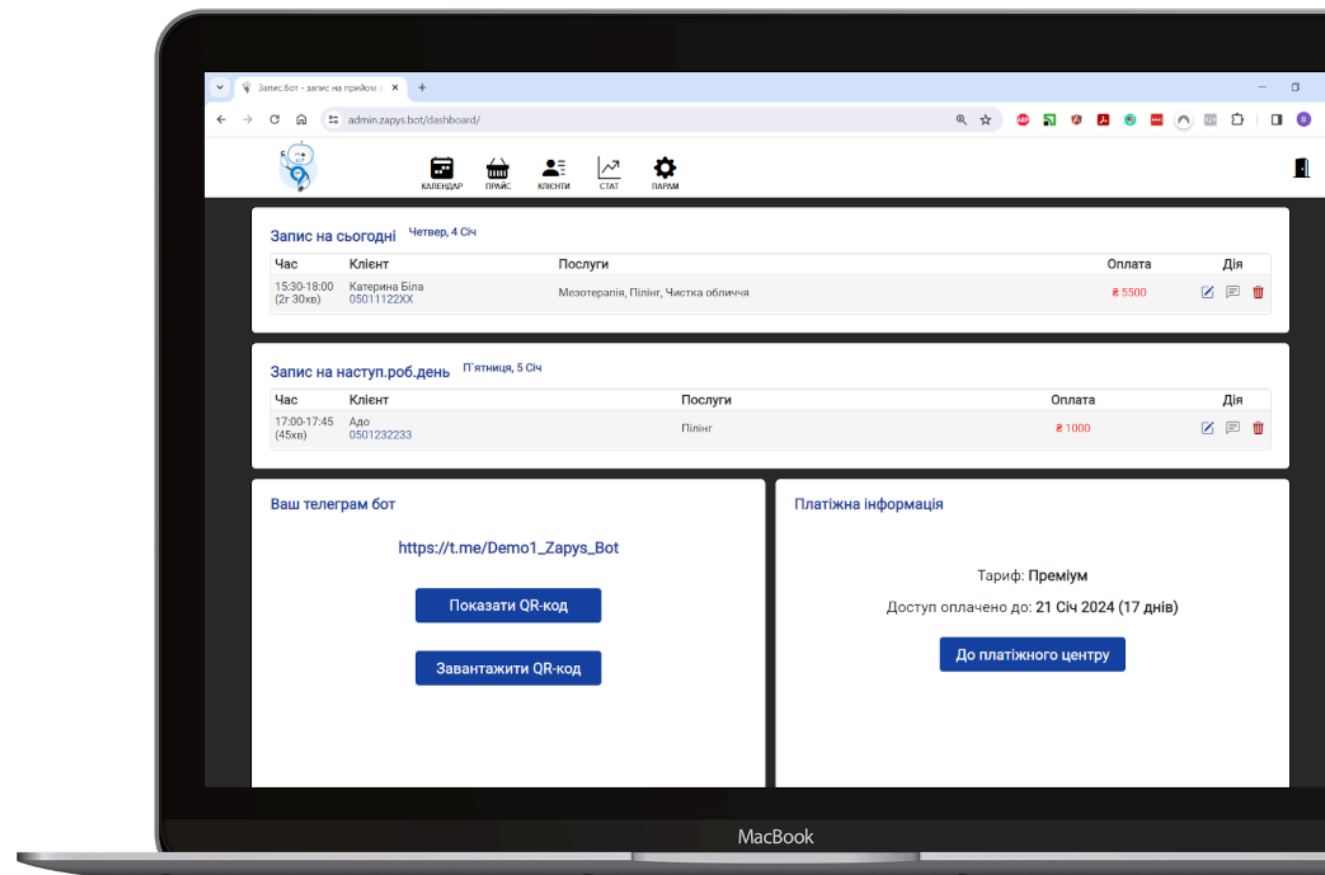 Запис.бот - запис на прийом
admin.zapys.bot/dashboard/
КАЛЕНДАР ПРАЙС КЛІЄНТИ СТАТ ПАРАМ
Запис на сьогодні Четвер, 4 Січ
Час Клієнт Послуги Оплата Дія
15:30-18:00 Катерина Біла Мезотерапія, Пілінг, Чистка обличчя ₴ 5500
(2г 30хв) 05011122XX
Запис на наступ.роб.день П`ятниця, 5 Січ
Час Клієнт Послуги Оплата Дія
17:00-17:45 Адо Пілінг ₴ 1000
(45хв) 0501232233
Ваш телеграм бот
https://t.me/Demo1_Zapys_Bot
Показати QR-код
Завантажити QR-код
Платіжна інформація
Тариф: Преміум
Доступ оплачено до: 21 Січ 2024 (17 днів)
До платіжного центру
MacBook